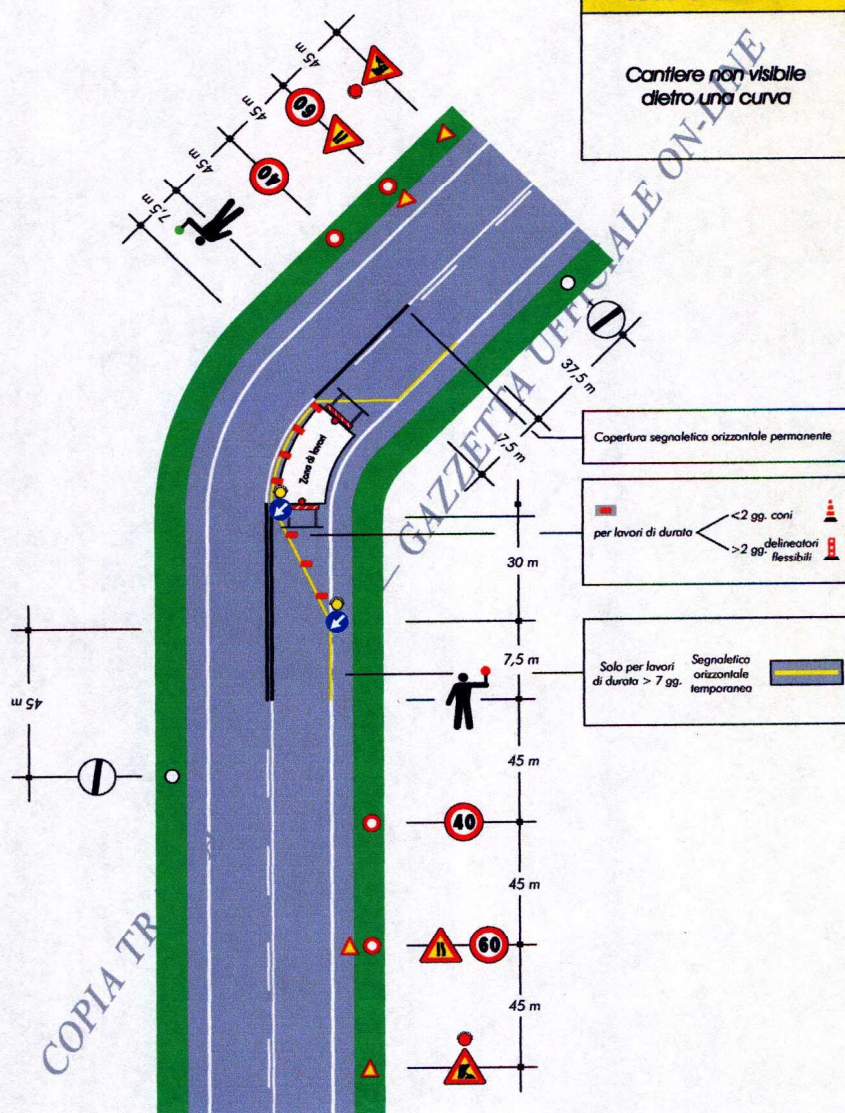 Cantiere non visibile
dietro una curva
45 m
45 m
60
45 m
40
45 m
7,5 m
Zona di lavori
37,5 m
7,5 m
Copertura segnaletica orizzontale permanente
per lavori di durata
<2 gg. coni
>2 gg. delineatori
flessibili
30 m
7,5 m
Solo per lavori
di durata > 7 gg.
Segnaletica
orizzontale
temporanea
45 m
45 m
40
45 m
60
45 m
COPIA TR
— GAZZETTA UFFICIALE ON-LINE